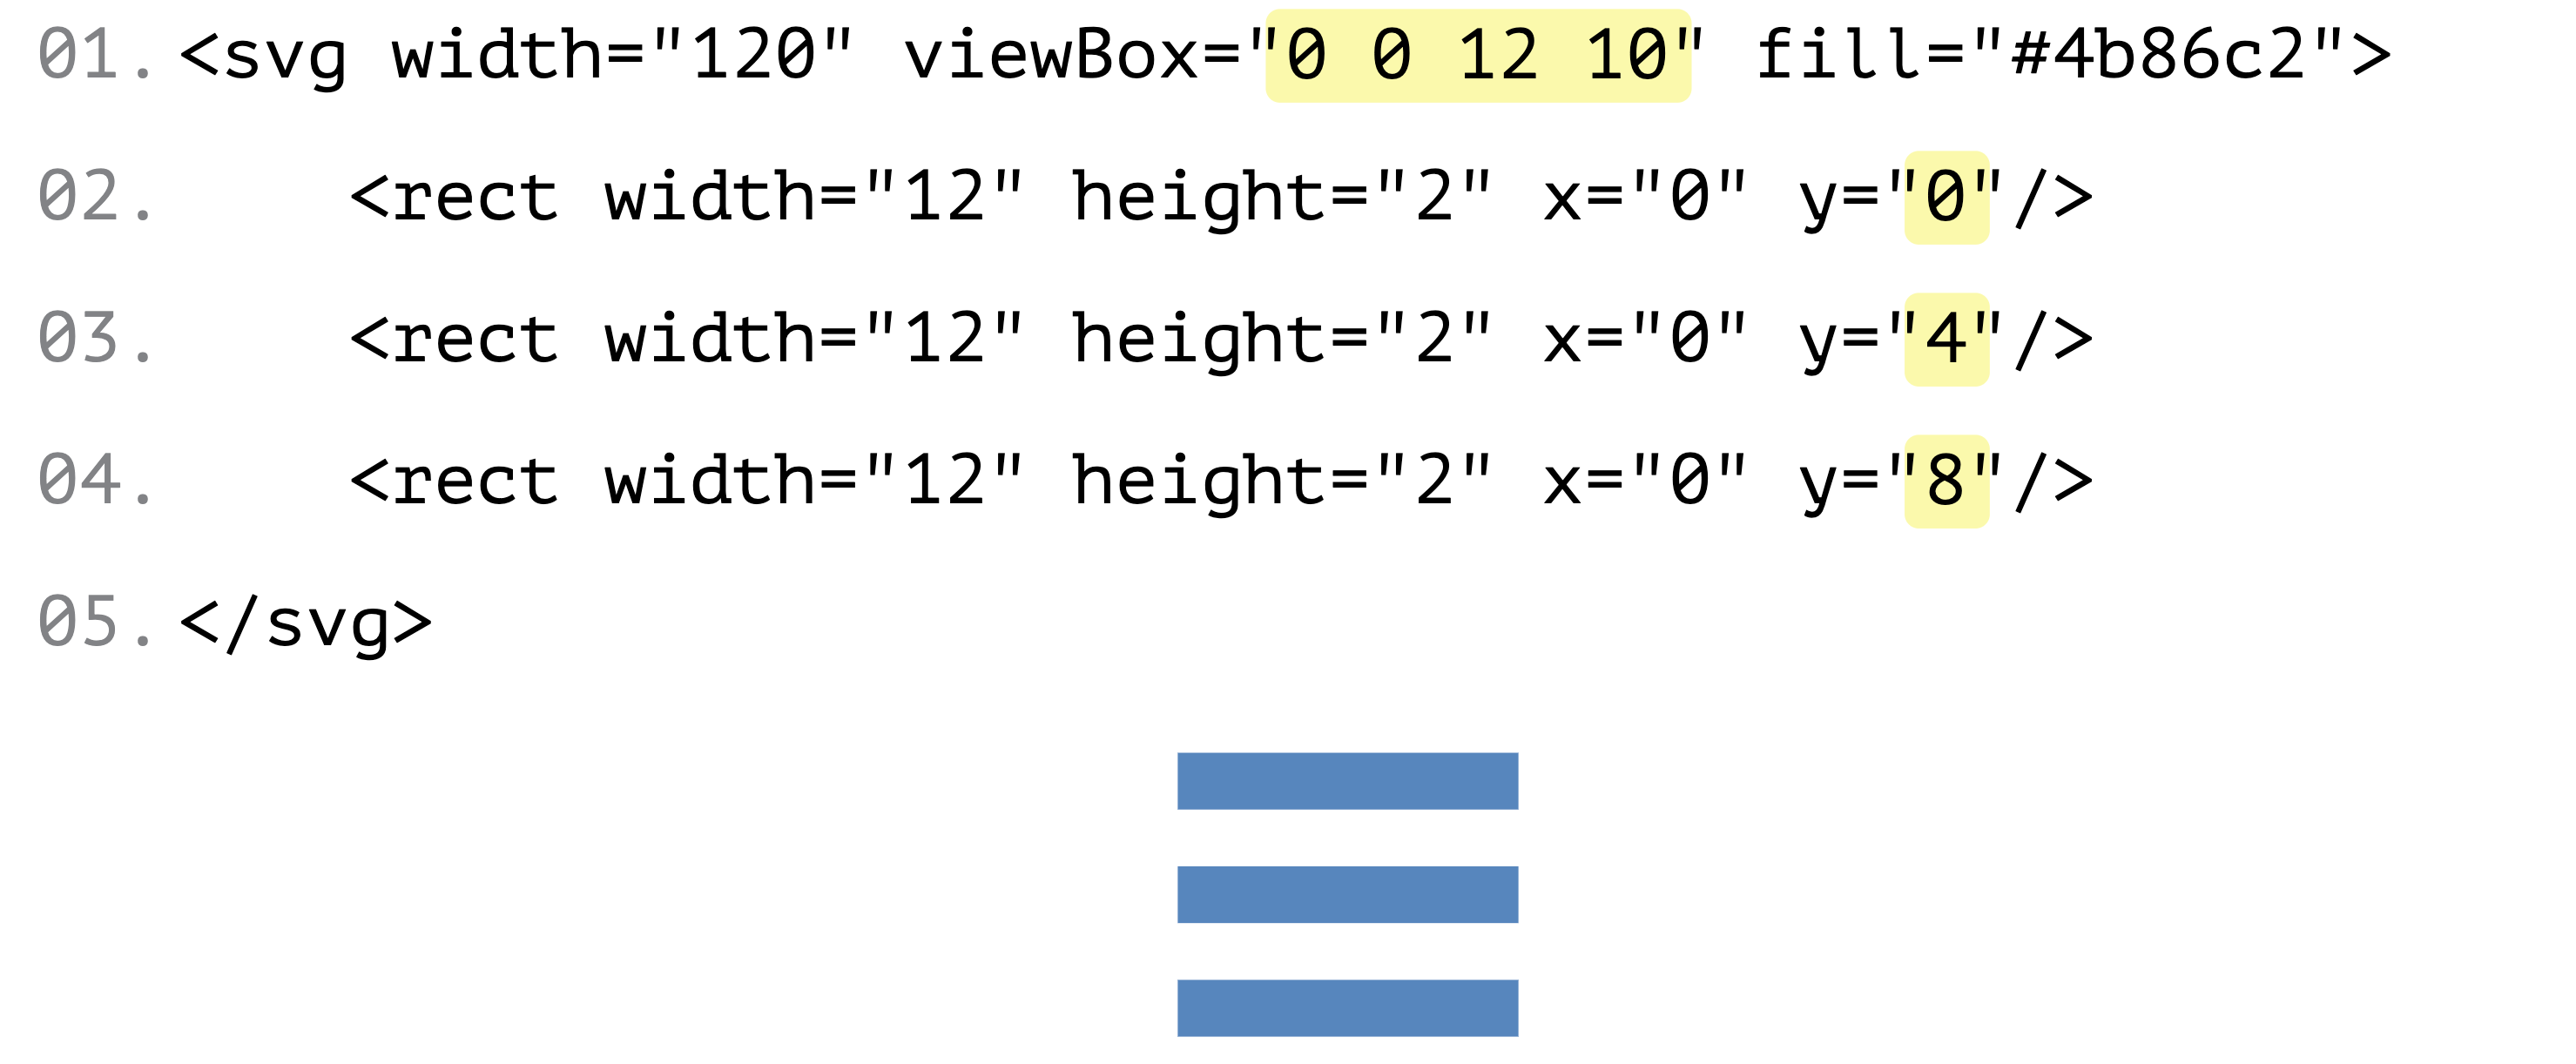 01. <svg width="120" viewBox="0 0 12 10" fill="#4b86c2">
02.     <rect width="12" height="2" x="0" y="0"/>
03.     <rect width="12" height="2" x="0" y="4"/>
04.     <rect width="12" height="2" x="0" y="8"/>
05. </svg>